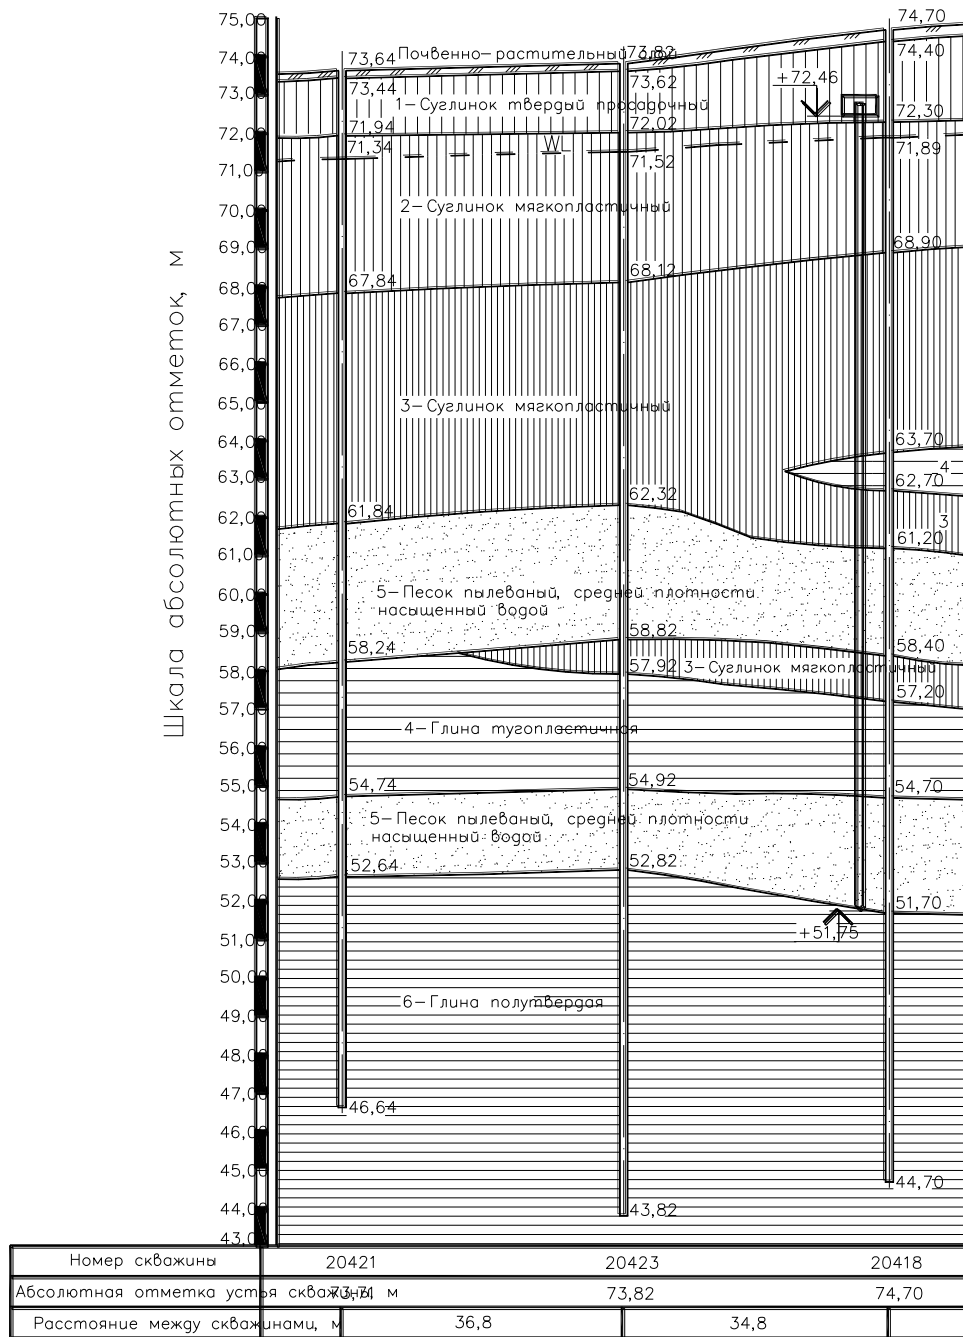 Шкала абсолютных отметок, м
75,00
74,00
73,00
72,00
71,00
70,00
69,00
68,00
67,00
66,00
65,00
64,00
63,00
62,00
61,00
60,00
59,00
58,00
57,00
56,00
55,00
54,00
53,00
52,00
51,00
50,00
49,00
48,00
47,00
46,00
45,00
44,00
43,00
74,70
73,64 Почвенно-растительный слой 73,82
74,40
73,44 73,62 +72,46
1-Суглинок твердый просадочный
71,94 72,02 72,30
71,34 WL 71,52 71,89
2-Суглинок мягкопластичный
68,90
67,84 68,12
3-Суглинок мягкопластичный
63,70
4
62,70
61,84 62,32
3
61,20
5-Песок пылеваный, средней плотности
насыщенный водой
58,24 58,82 58,40
57,92 3-Суглинок мягкопластичный
57,20
4-Глина тугопластичная
54,74 54,92 54,70
5-Песок пылеваный, средней плотности
насыщенный водой
52,64 52,82
51,70
+51,75
6-Глина полутвердая
46,64
44,70
43,82
Номер скважины 20421 20423 20418
Абсолютная отметка устья скважины, м 73,82 74,70
Расстояние между скважинами, м 36,8 34,8